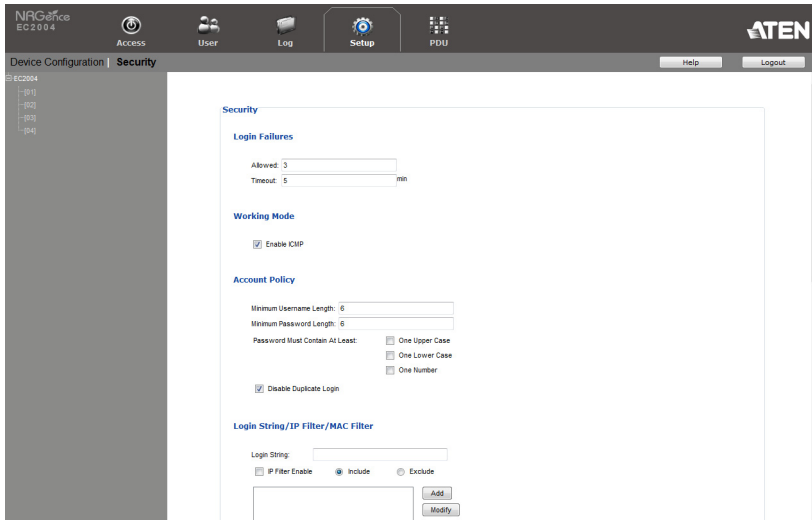 NRGence
EC2004
Access
User
Log
Setup
PDU
ATEN
Device Configuration | Security
Help
Logout
EC2004
[01]
[02]
[03]
[04]
Security
Login Failures
Allowed: 3
Timeout: 5 min
Working Mode
Enable ICMP
Account Policy
Minimum Username Length: 6
Minimum Password Length: 6
Password Must Contain At Least: One Upper Case
One Lower Case
One Number
Disable Duplicate Login
Login String/IP Filter/MAC Filter
Login String:
IP Filter Enable Include Exclude
Add
Modify